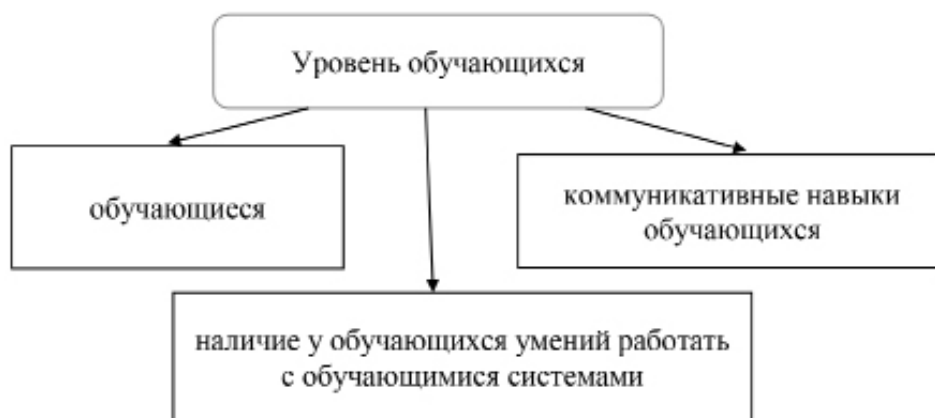 Уровень обучающихся
обучающиеся
коммуникативные навыки
обучающихся
наличие у обучающихся умений работать
с обучающимися системами